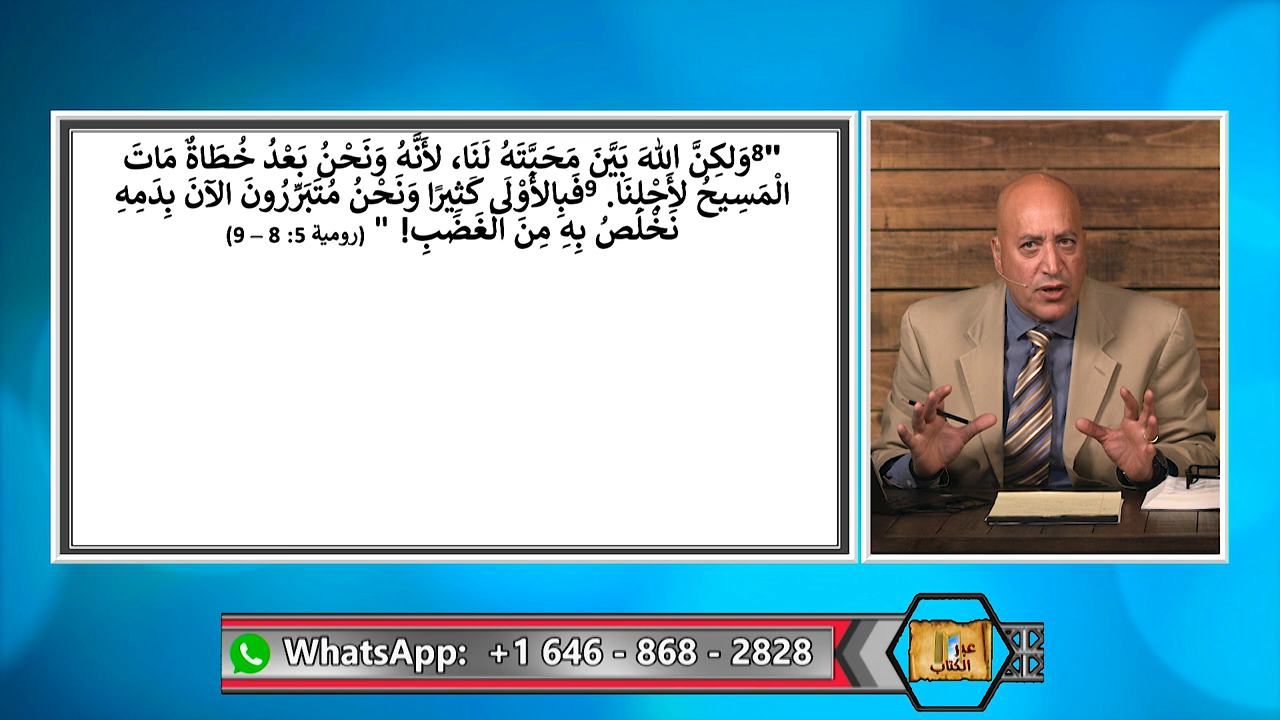 "8وَلكِنَّ اللهَ بَيَّنَ مَحَبَّتَهُ لَنَا، لأَنَّهُ وَنَحْنُ بَعْدُ خُطَاةٌ مَاتَ
الْمَسِيحُ لأَجْلِنَا. 9فَبِالأَوْلَى كَثِيرًا وَنَحْنُ مُتَبَرِّرُونَ الآنَ بِدَمِهِ
نَخْلُصُ بِهِ مِنَ الْغَضَبِ! " (رومية 5: 8 – 9)
WhatsApp: +1 646 - 868 - 2828
عبر
الكتاب